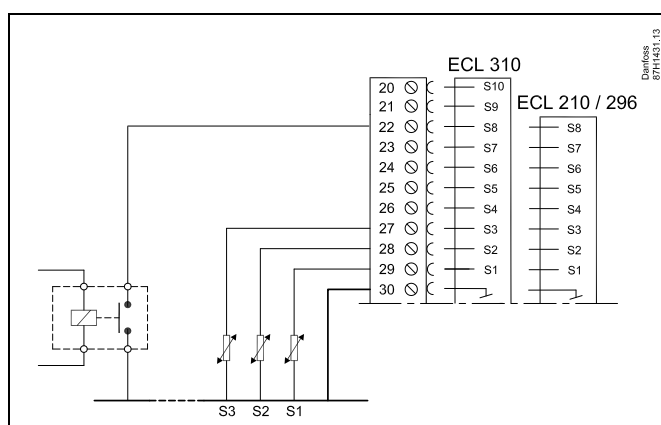 Danfoss
87H1431.13
ECL 310
ECL 210 / 296
20 S10
21 S9
22 S8 S8
23 S7 S7
24 S6 S6
25 S5 S5
26 S4 S4
27 S3 S3
28 S2 S2
29 S1 S1
30
S3 S2 S1